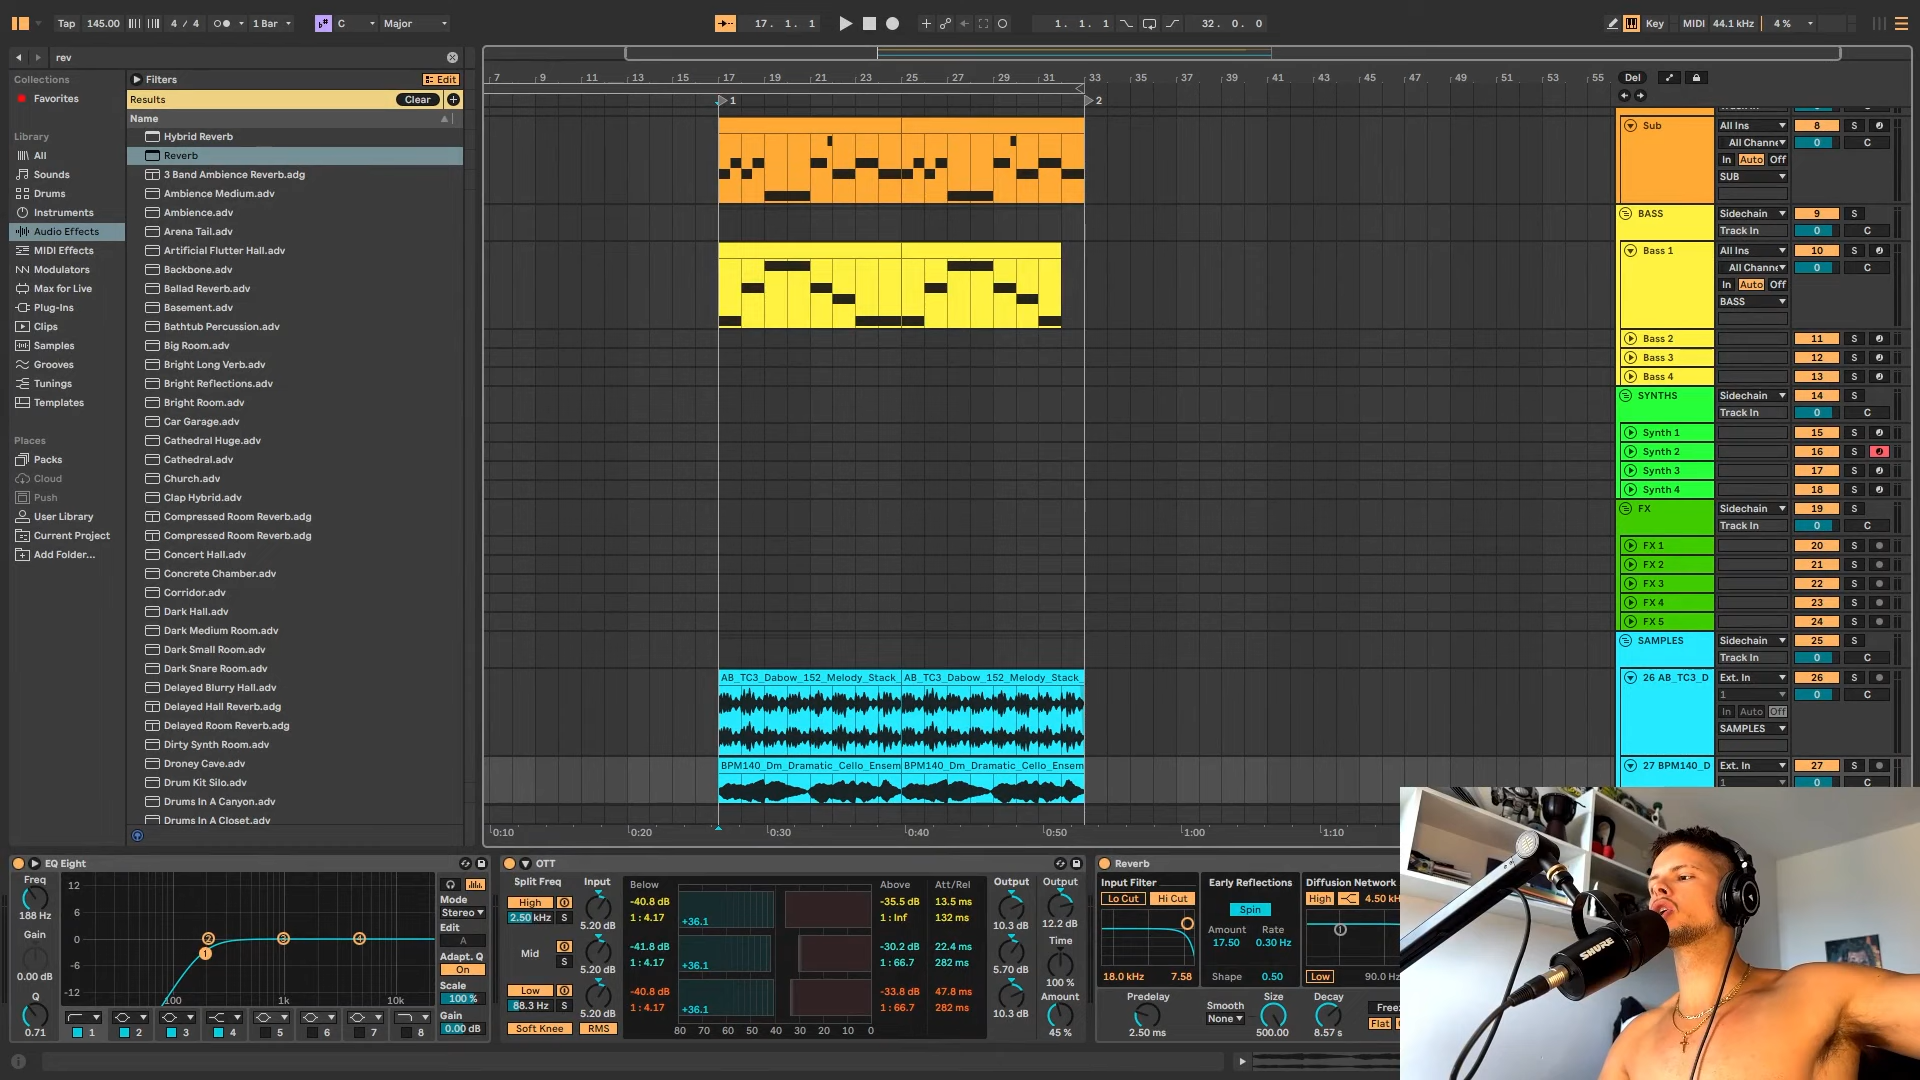 Tap 145.00 4 / 4 1 Bar C Major 17. 1. 1 1. 1. 1 32. 0. 0 Key MIDI 44.1 kHz 4 %
rev
Collections
Favorites
Library
All
Sounds
Drums
Instruments
Audio Effects
MIDI Effects
Modulators
Max for Live
Plug-Ins
Clips
Samples
Grooves
Tunings
Templates
Places
Packs
Cloud
Push
User Library
Current Project
Add Folder...
Filters Edit
Results Clear
Name
Hybrid Reverb
Reverb
3 Band Ambience Reverb.adg
Ambience Medium.adv
Ambience.adv
Arena Tail.adv
Artificial Flutter Hall.adv
Backbone.adv
Ballad Reverb.adv
Basement.adv
Bathtub Percussion.adv
Big Room.adv
Bright Long Verb.adv
Bright Reflections.adv
Bright Room.adv
Car Garage.adv
Cathedral Huge.adv
Cathedral.adv
Church.adv
Clap Hybrid.adv
Compressed Room Reverb.adg
Compressed Room Reverb.adg
Concert Hall.adv
Concrete Chamber.adv
Corridor.adv
Dark Hall.adv
Dark Medium Room.adv
Dark Small Room.adv
Dark Snare Room.adv
Delayed Blurry Hall.adv
Delayed Hall Reverb.adg
Delayed Room Reverb.adg
Dirty Synth Room.adv
Droney Cave.adv
Drum Kit Silo.adv
Drums In A Canyon.adv
Drums In A Closet.adv
7 9 11 13 15 17 19 21 23 25 27 29 31 33 35 37 39 41 43 45 47 49 51 53 55 Del
1 2
Sub All Ins 8 S
All Channe 0 C
In Auto Off
SUB
BASS Sidechain 9 S
Track In 0 C
Bass 1 All Ins 10 S
All Channe 0 C
In Auto Off
BASS
Bass 2 11 S
Bass 3 12 S
Bass 4 13 S
SYNTHS Sidechain 14 S
Track In 0 C
Synth 1 15 S
Synth 2 16 S
Synth 3 17 S
Synth 4 18 S
FX Sidechain 19 S
Track In 0 C
FX 1 20 S
FX 2 21 S
FX 3 22 S
FX 4 23 S
FX 5 24 S
SAMPLES Sidechain 25 S
Track In 0 C
AB_TC3_Dabow_152_Melody_Stack_ AB_TC3_Dabow_152_Melody_Stack_ 26 AB_TC3_D Ext. In 26 S
1 0 C
In Auto Off
SAMPLES
BPM140_Dm_Dramatic_Cello_Ensem BPM140_Dm_Dramatic_Cello_Ensem 27 BPM140_D Ext. In 27 S
0:10 0:20 0:30 0:40 0:50 1:00 1:10
EQ Eight
Freq
188 Hz
Gain
0.00 dB
Q
0.71
12
6
0
-6
-12
100 1k 10k
1 2 3 4
1 2 3 4 5 6 7 8
Mode
Stereo
Edit
A
Adapt. Q
On
Scale
100 %
Gain
0.00 dB
OTT
Split Freq Input Below Above Att/Rel Output Output
High 2.50 kHz S 5.20 dB -40.8 dB 1 : 4.17 +36.1 -35.5 dB 1 : Inf 13.5 ms 132 ms 10.3 dB 12.2 dB
Mid S 5.20 dB -41.8 dB 1 : 4.17 +36.1 -30.2 dB 1 : 66.7 22.4 ms 282 ms 5.70 dB Time 100 %
Low 88.3 Hz S 5.20 dB -40.8 dB 1 : 4.17 +36.1 -33.8 dB 1 : 66.7 47.8 ms 282 ms 10.3 dB Amount 45 %
Soft Knee RMS 80 70 60 50 40 30 20 10 0
Reverb
Input Filter Early Reflections Diffusion Network
Lo Cut Hi Cut Spin High 4.50 kH
Amount Rate
17.50 0.30 Hz
18.0 kHz 7.58 Shape 0.50 Low 90.0 Hz
Predelay Smooth Size Decay Freez
2.50 ms None 500.00 8.57 s Flat
SHURE